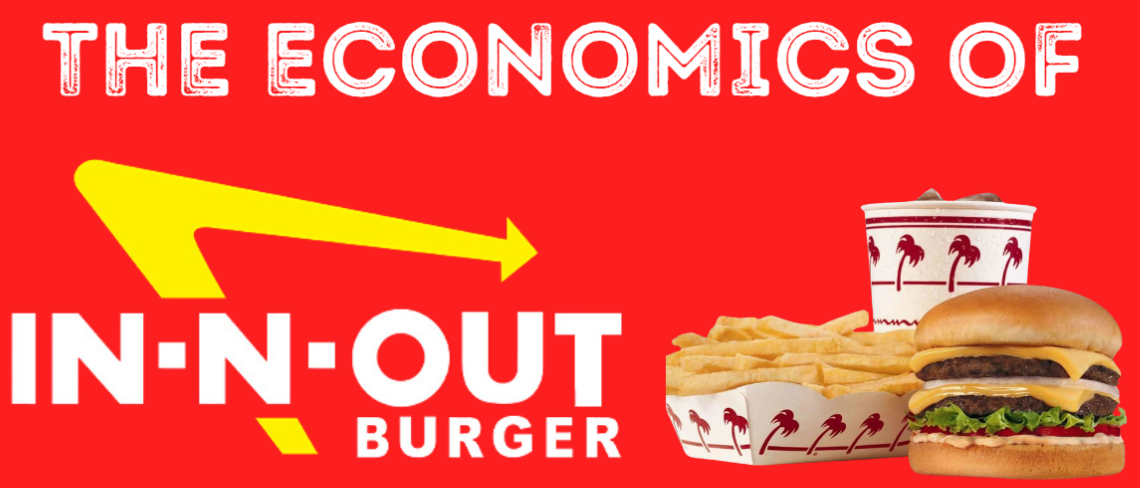 THE ECONOMICS OF
IN-N-OUT
BURGER